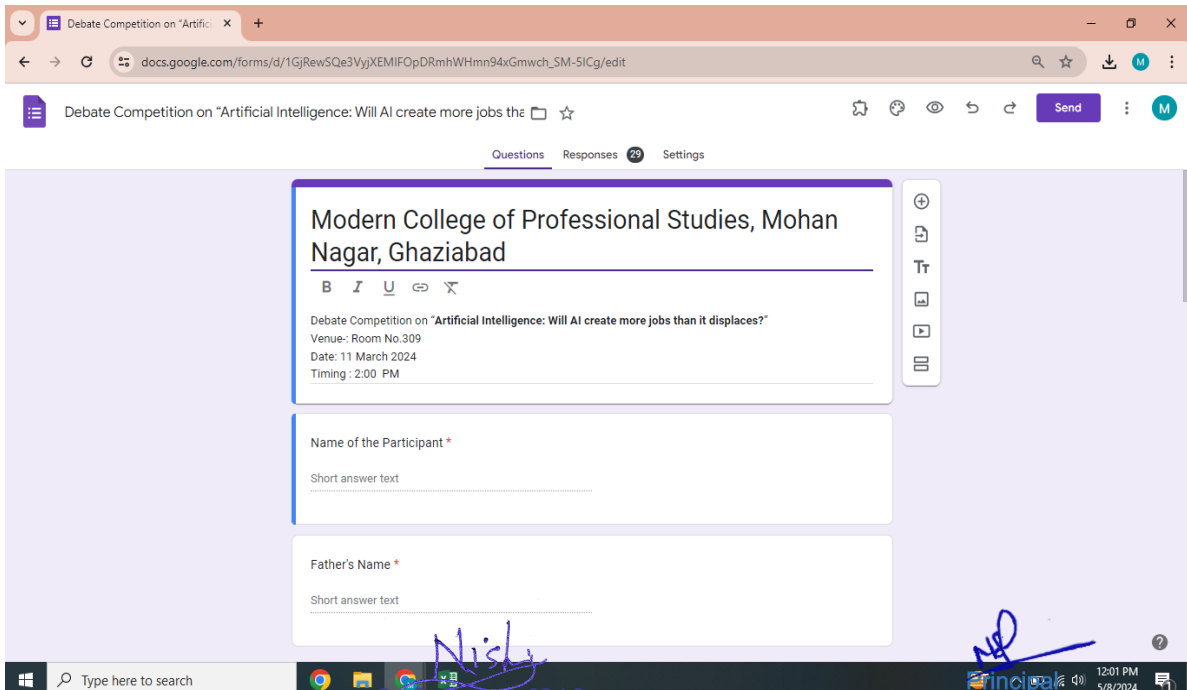 Debate Competition on "Artific
docs.google.com/forms/d/1GjRewSQe3VyjXEMIFOpDRmhWHmn94xGmwch_SM-5ICg/edit
M
Debate Competition on “Artificial Intelligence: Will AI create more jobs tha
Send
M
Questions Responses 29 Settings
Modern College of Professional Studies, Mohan
Nagar, Ghaziabad
B I U
Debate Competition on “Artificial Intelligence: Will AI create more jobs than it displaces?”
Venue-: Room No.309
Date: 11 March 2024
Timing : 2:00 PM
Name of the Participant *
Short answer text
Father's Name *
Short answer text
Principal
Type here to search
12:01 PM
5/8/2024
1